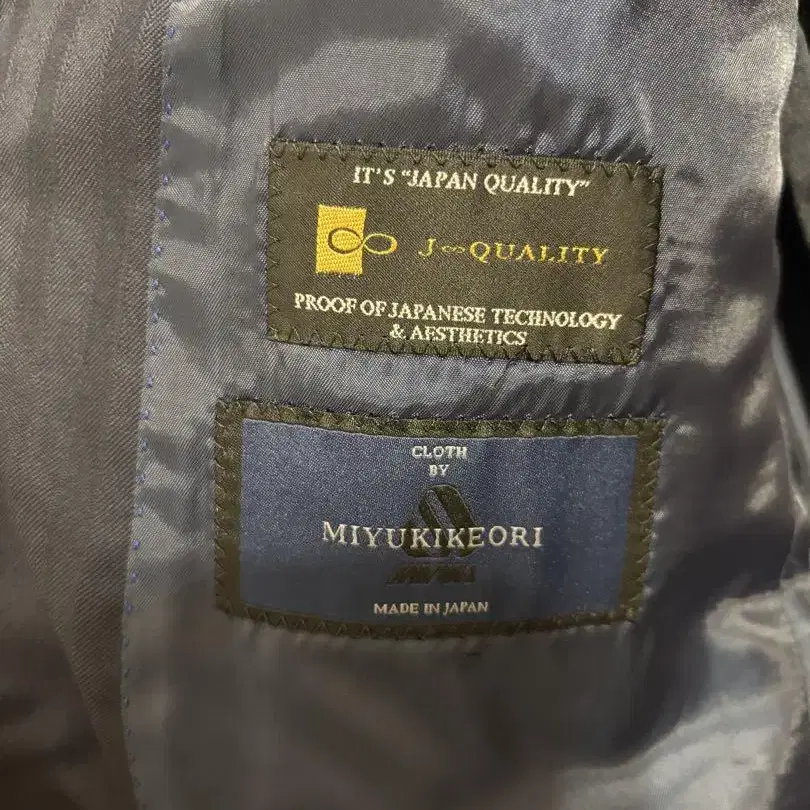 IT'S "JAPAN QUALITY"
J∞QUALITY
PROOF OF JAPANESE TECHNOLOGY
& AESTHETICS
CLOTH
BY
MIYUKIKEORI
MADE IN JAPAN